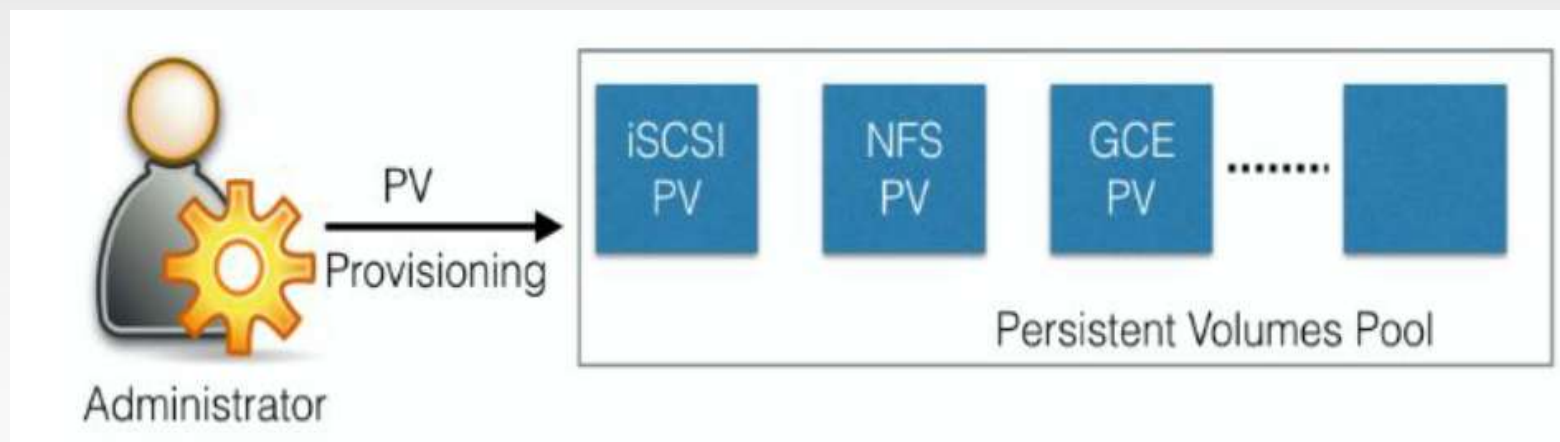 Administrator
PV
Provisioning
iSCSI
PV
NFS
PV
GCE
PV
Persistent Volumes Pool